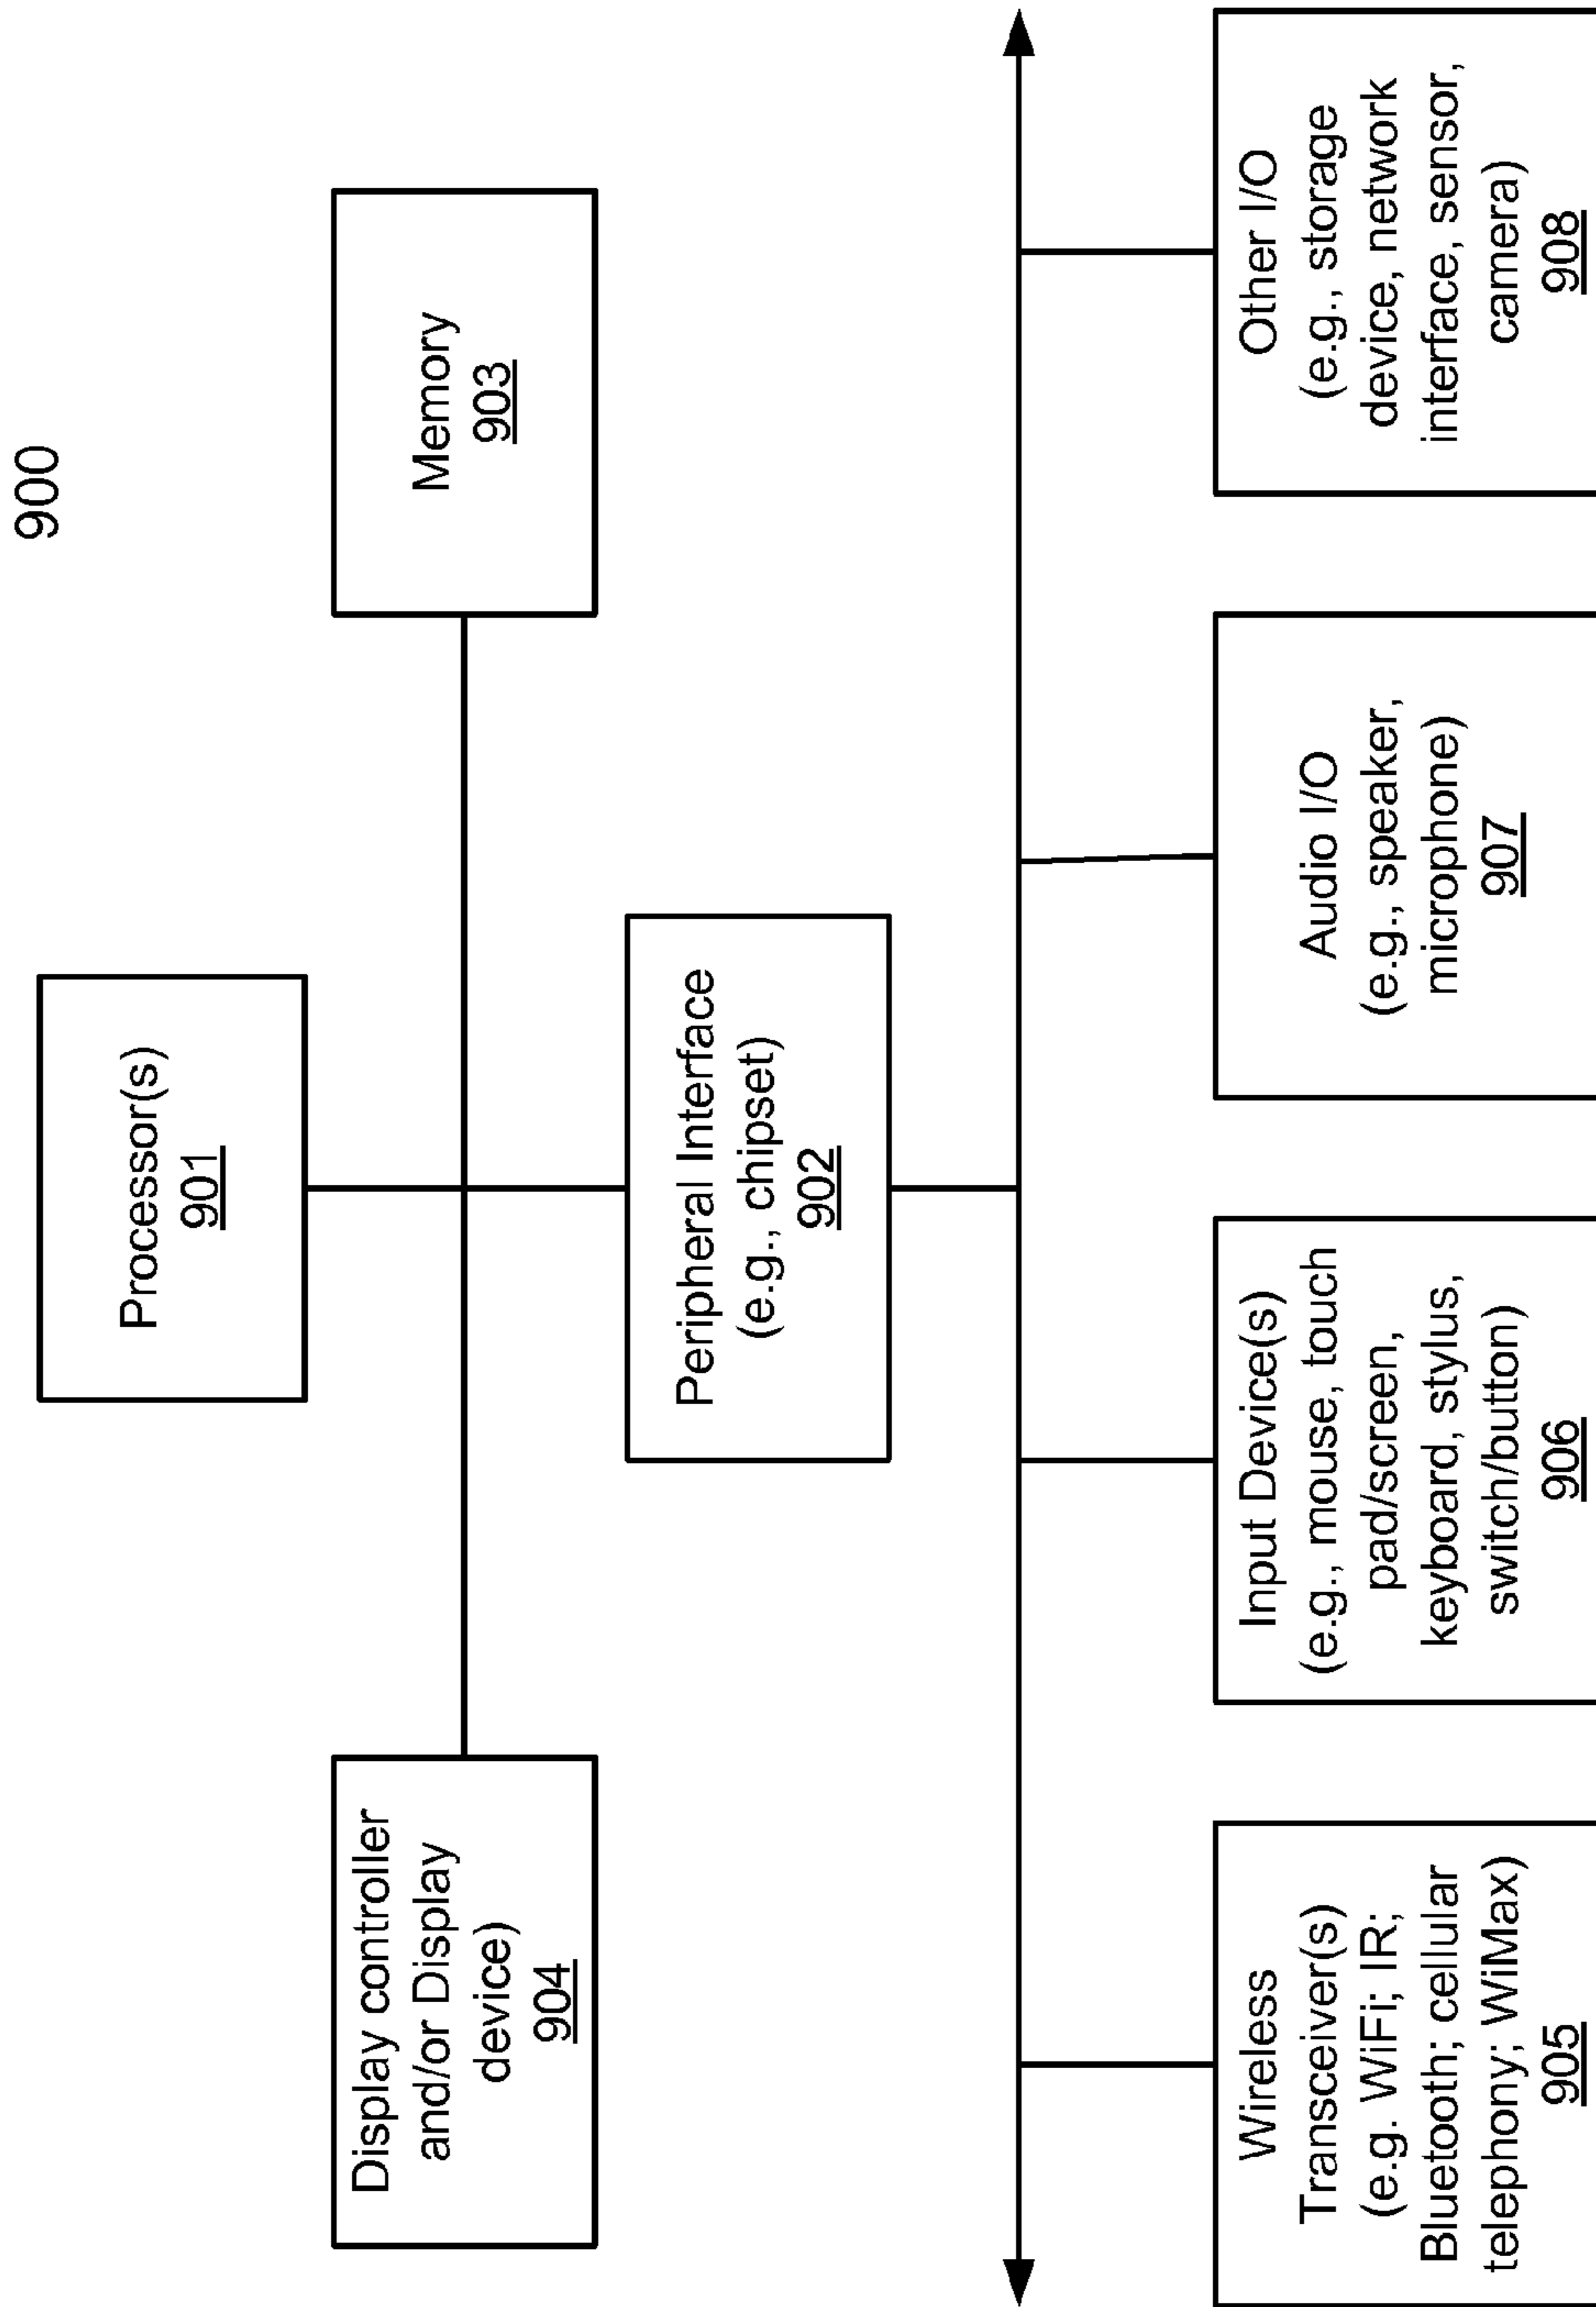 900
Processor(s)
901
Display controller
and/or Display
device)
904
Memory
903
Peripheral Interface
(e.g., chipset)
902
Wireless
Transceiver(s)
(e.g. WiFi; IR;
Bluetooth; cellular
telephony; WiMax)
905
Input Device(s)
(e.g., mouse, touch
pad/screen,
keyboard, stylus,
switch/button)
906
Audio I/O
(e.g., speaker,
microphone)
907
Other I/O
(e.g., storage
device, network
interface, sensor,
camera)
908